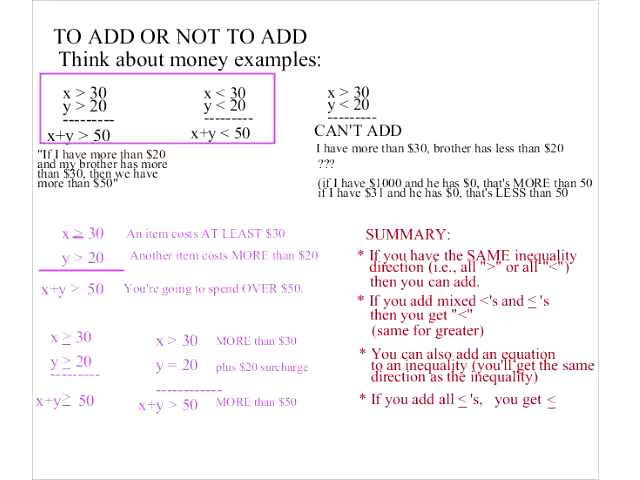 TO ADD OR NOT TO ADD
Think about money examples:
x > 30
y > 20
---------
x+y > 50
x < 30
y < 20
---------
x+y < 50
x > 30
y < 20
---------
CAN'T ADD
"If I have more than $20
and my brother has more
than $30, then we have
more than $50"
I have more than $30, brother has less than $20
???
(if I have $1000 and he has $0, that's MORE than 50
if I have $31 and he has $0, that's LESS than 50
x ≥ 30 An item costs AT LEAST $30
y > 20 Another item costs MORE than $20
x+y > 50 You're going to spend OVER $50.
x ≥ 30
y ≥ 20
---------
x+y ≥ 50
x > 30 MORE than $30
y = 20 plus $20 surcharge
------------
x+y > 50 MORE than $50
SUMMARY:
* If you have the SAME inequality
direction (i.e., all ">" or all "<")
then you can add.
* If you add mixed <'s and ≤ 's
then you get "<"
(same for greater)
* You can also add an equation
to an inequality (you'll get the same
direction as the inequality)
* If you add all ≤ 's, you get ≤